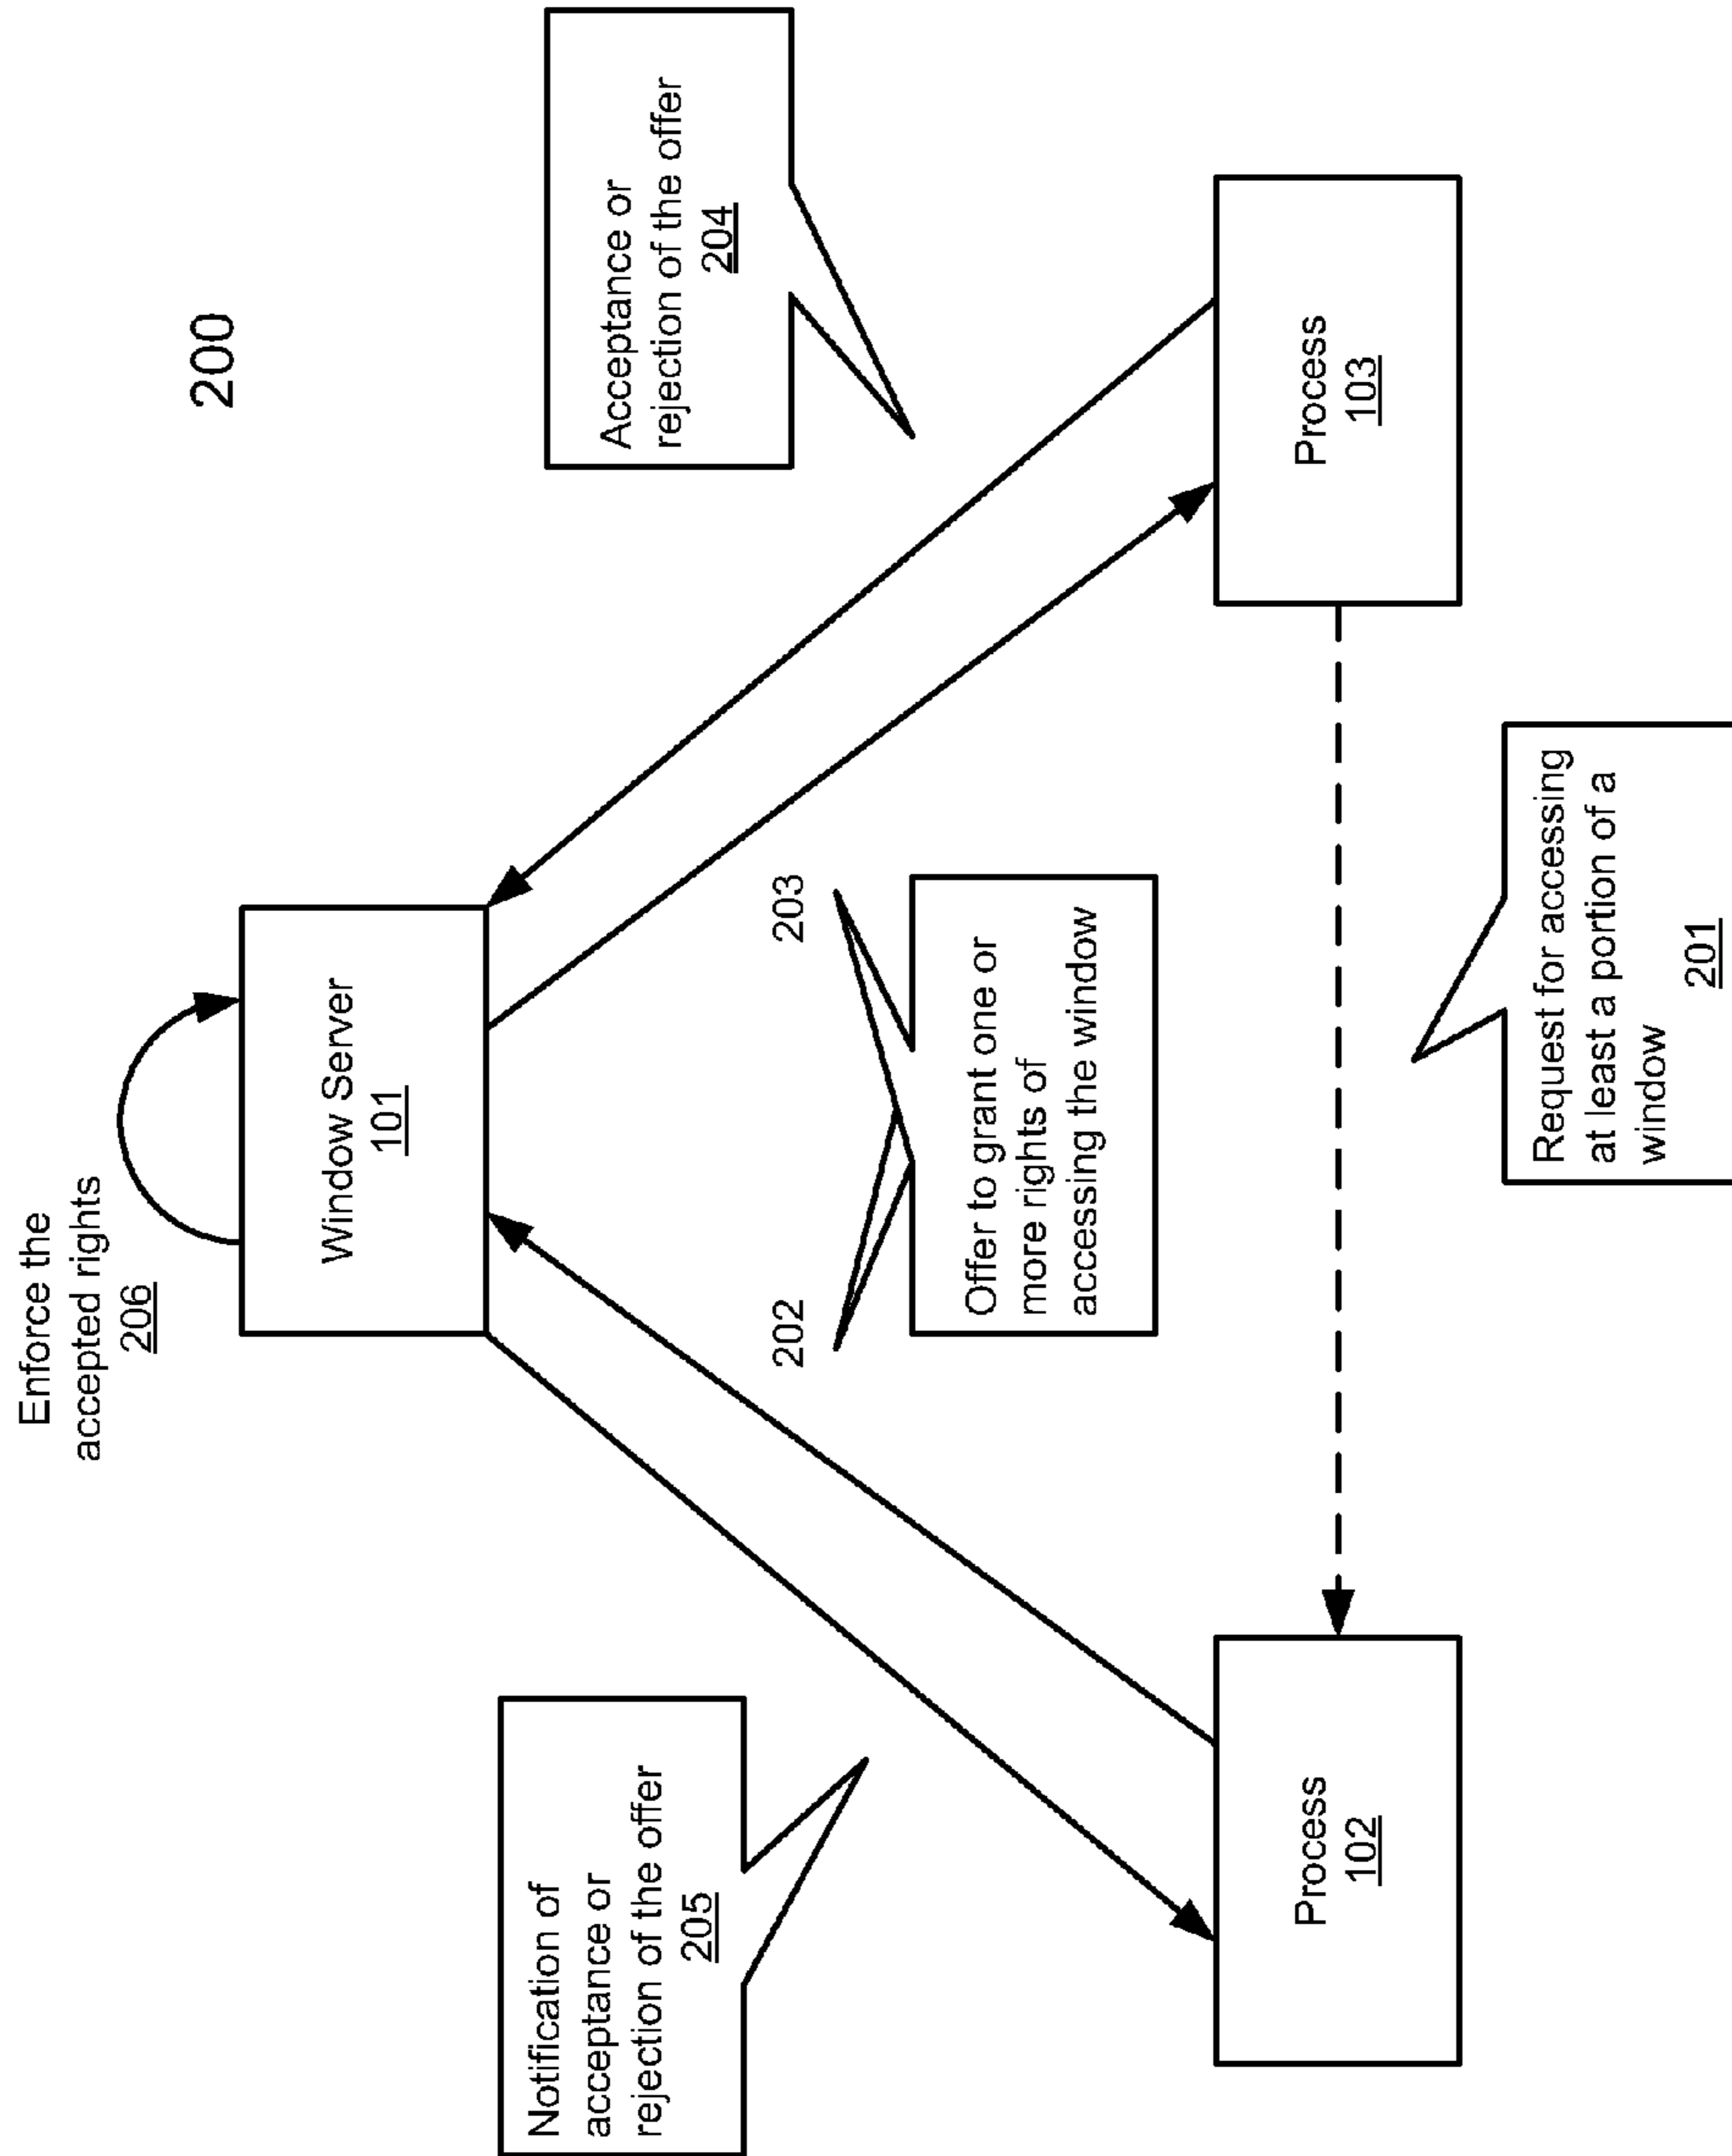 200
Enforce the
accepted rights
206
Window Server
101
Notification of
acceptance or
rejection of the offer
205
Acceptance or
rejection of the offer
204
202
203
Offer to grant one or
more rights of
accessing the window
Process
102
Process
103
Request for accessing
at least a portion of a
window
201